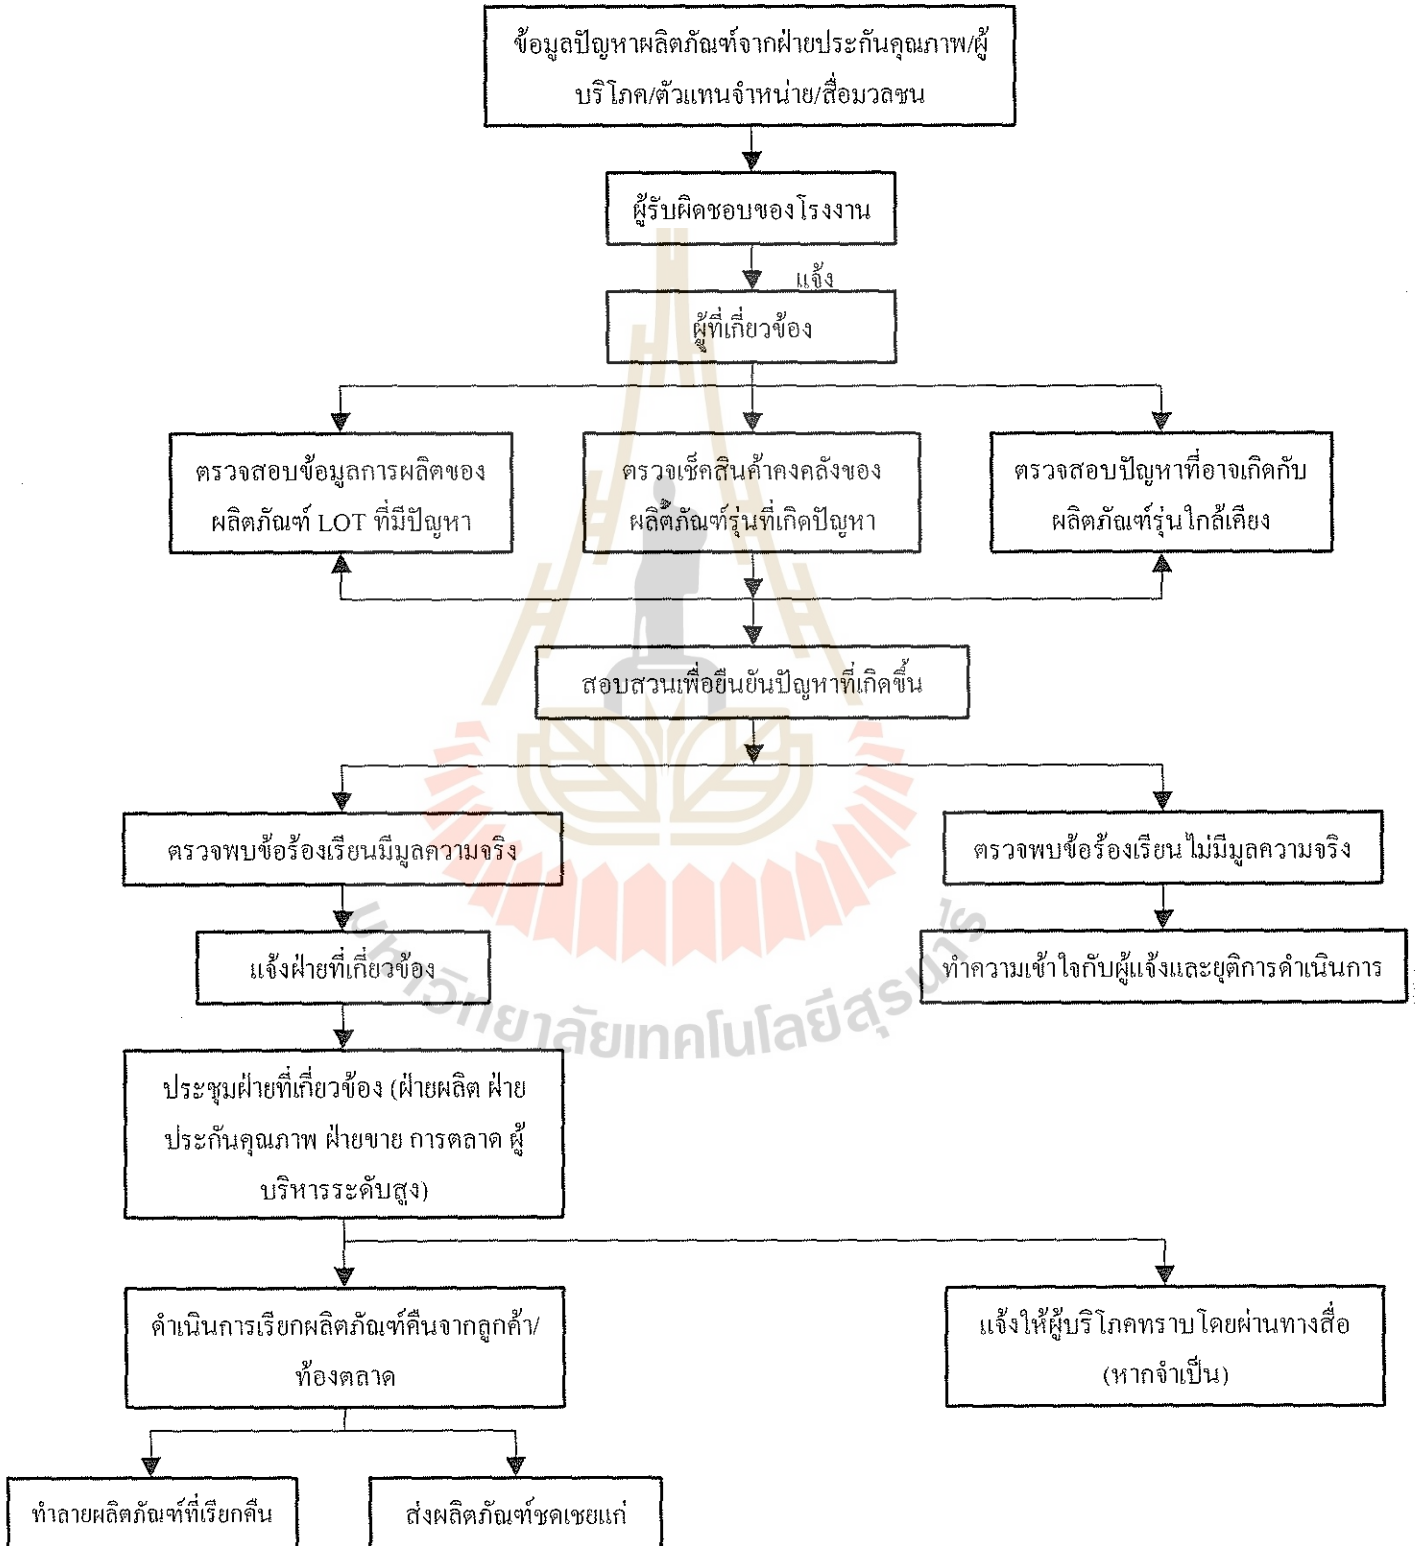 ข้อมูลปัญหาผลิตภัณฑ์จากฝ่ายประกันคุณภาพ/ผู้
บริโภค/ตัวแทนจำหน่าย/สื่อมวลชน
ผู้รับผิดชอบของโรงงาน
แจ้ง
ผู้ที่เกี่ยวข้อง
ตรวจสอบข้อมูลการผลิตของ
ผลิตภัณฑ์ LOT ที่มีปัญหา
ตรวจเช็คสินค้าคงคลังของ
ผลิตภัณฑ์รุ่นที่เกิดปัญหา
ตรวจสอบปัญหาที่อาจเกิดกับ
ผลิตภัณฑ์รุ่นใกล้เคียง
สอบสวนเพื่อยืนยันปัญหาที่เกิดขึ้น
ตรวจพบข้อร้องเรียนมีมูลความจริง
ตรวจพบข้อร้องเรียนไม่มีมูลความจริง
แจ้งฝ่ายที่เกี่ยวข้อง
ทำความเข้าใจกับผู้แจ้งและยุติการดำเนินการ
มหาวิทยาลัยเทคโนโลยีสุรนารี
ประชุมฝ่ายที่เกี่ยวข้อง (ฝ่ายผลิต ฝ่าย
ประกันคุณภาพ ฝ่ายขาย การตลาด ผู้
บริหารระดับสูง)
ดำเนินการเรียกผลิตภัณฑ์คืนจากลูกค้า/
ท้องตลาด
แจ้งให้ผู้บริโภคทราบโดยผ่านทางสื่อ
(หากจำเป็น)
ทำลายผลิตภัณฑ์ที่เรียกคืน
ส่งผลิตภัณฑ์ชดเชยแก่